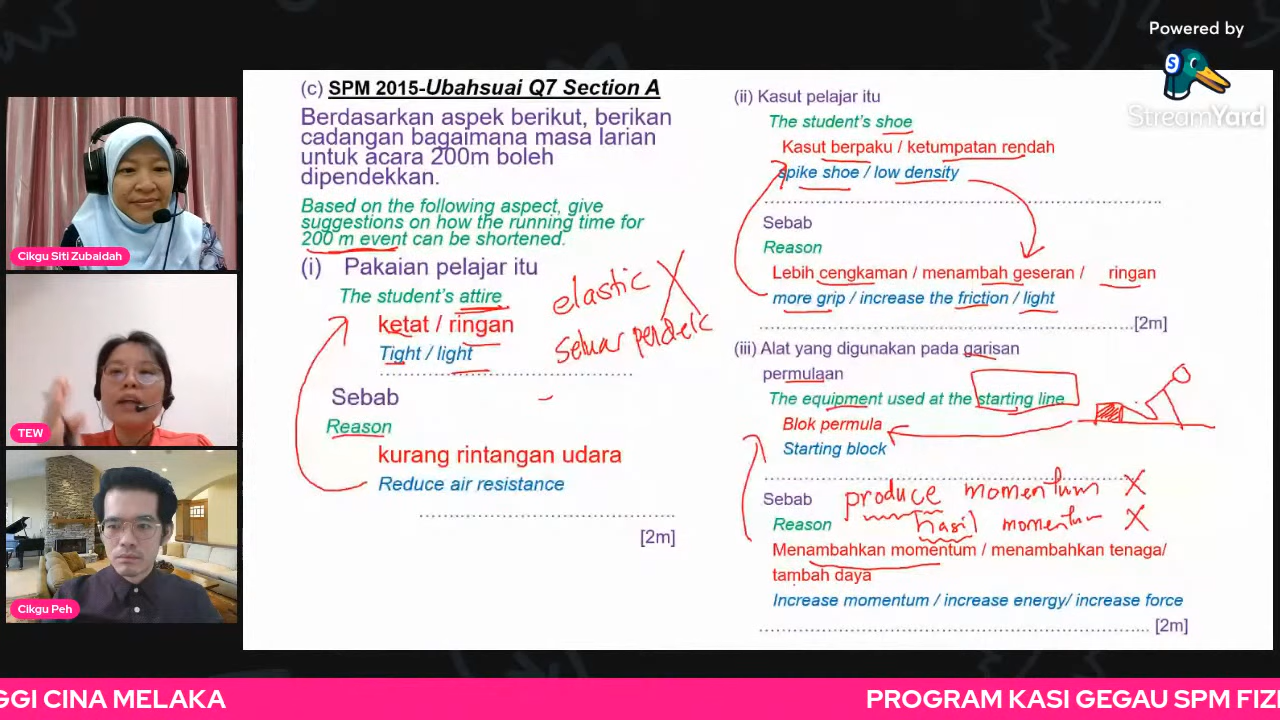 Powered by
StreamYard
Cikgu Siti Zubaidah
TEW
Cikgu Peh
(c) SPM 2015-Ubahsuai Q7 Section A
Berdasarkan aspek berikut, berikan
cadangan bagaimana masa larian
untuk acara 200m boleh
dipendekkan.
Based on the following aspect, give
suggestions on how the running time for
200 m event can be shortened.
(i) Pakaian pelajar itu
The student's attire
ketat / ringan
Tight / light
elastic X
seluar pendek
Sebab
Reason
kurang rintangan udara
Reduce air resistance
[2m]
(ii) Kasut pelajar itu
The student's shoe
Kasut berpaku / ketumpatan rendah
spike shoe / low density
Sebab
Reason
Lebih cengkaman / menambah geseran / ringan
more grip / increase the friction / light
[2m]
(iii) Alat yang digunakan pada garisan
permulaan
The equipment used at the starting line
Blok permula
Starting block
Sebab
produce momentum X
Reason
hasil momentum X
Menambahkan momentum / menambahkan tenaga/
tambah daya
Increase momentum / increase energy/ increase force
[2m]
GGI CINA MELAKA
PROGRAM KASI GEGAU SPM FIZI